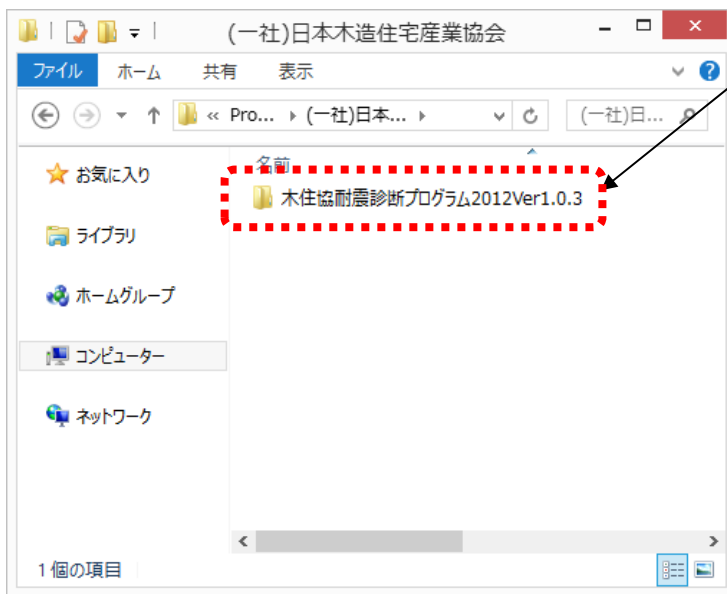 (一社)日本木造住宅産業協会
ファイル ホーム 共有 表示
« Pro... (一社)日本... (一社)日...
名前
お気に入り
木住協耐震診断プログラム2012Ver1.0.3
ライブラリ
ホームグループ
コンピューター
ネットワーク
1 個の項目